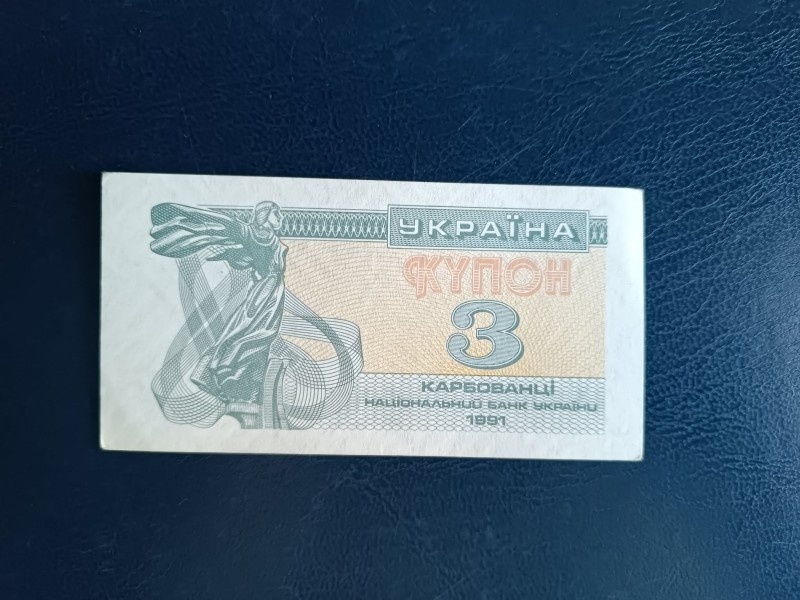 УКРАЇНА
КУПОН
3
КАРБОВАНЦІ
НАЦІОНАЛЬНИЙ БАНК УКРАЇНИ
1991